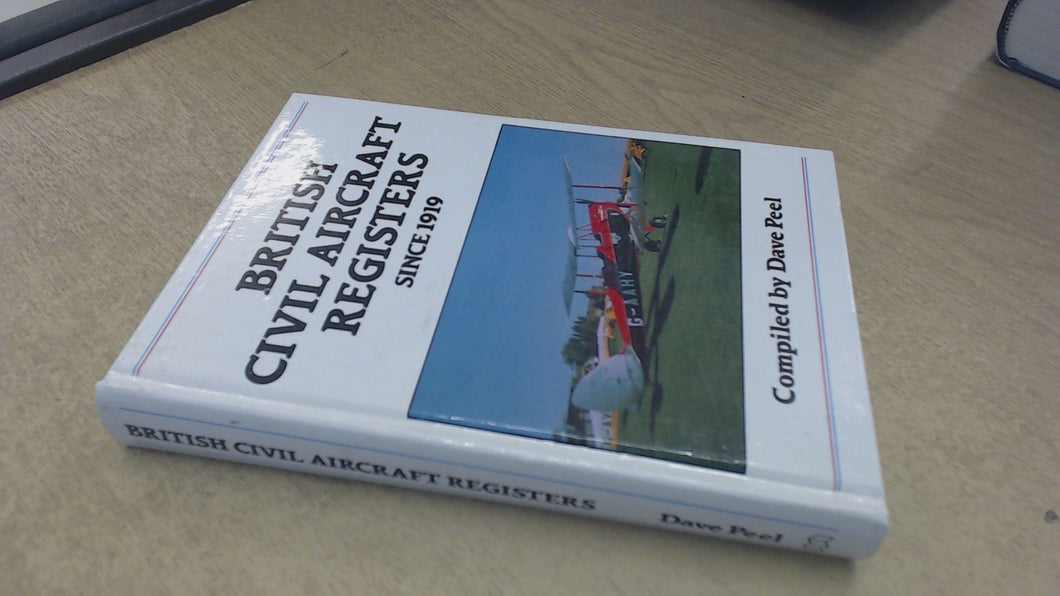 BRITISH
CIVIL AIRCRAFT
REGISTERS
SINCE 1919
G-AAHY
Compiled by Dave Peel
BRITISH CIVIL AIRCRAFT REGISTERS
Dave Peel